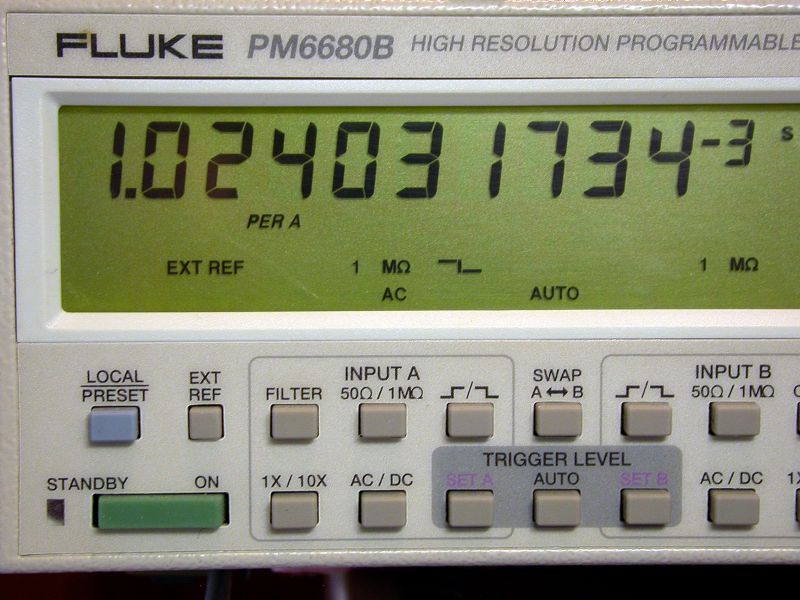 FLUKE PM6680B HIGH RESOLUTION PROGRAMMABLE
1.024031734-3 s
PER A
EXT REF 1 MΩ 1 MΩ
AC AUTO
LOCAL EXT INPUT A SWAP INPUT B
PRESET REF FILTER 50Ω / 1MΩ A ↔ B 50Ω / 1MΩ
TRIGGER LEVEL
STANDBY ON 1X / 10X AC / DC SET A AUTO SET B AC / DC